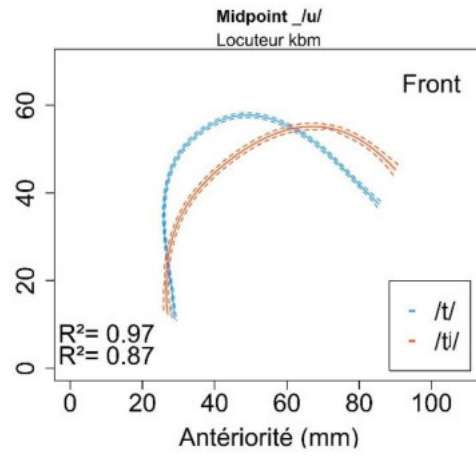 Midpoint _/u/
Locuteur kbm
Front
60
40
20
0
R²= 0.97
R²= 0.87
/t/
/tʲ/
0 20 40 60 80 100
Antériorité (mm)